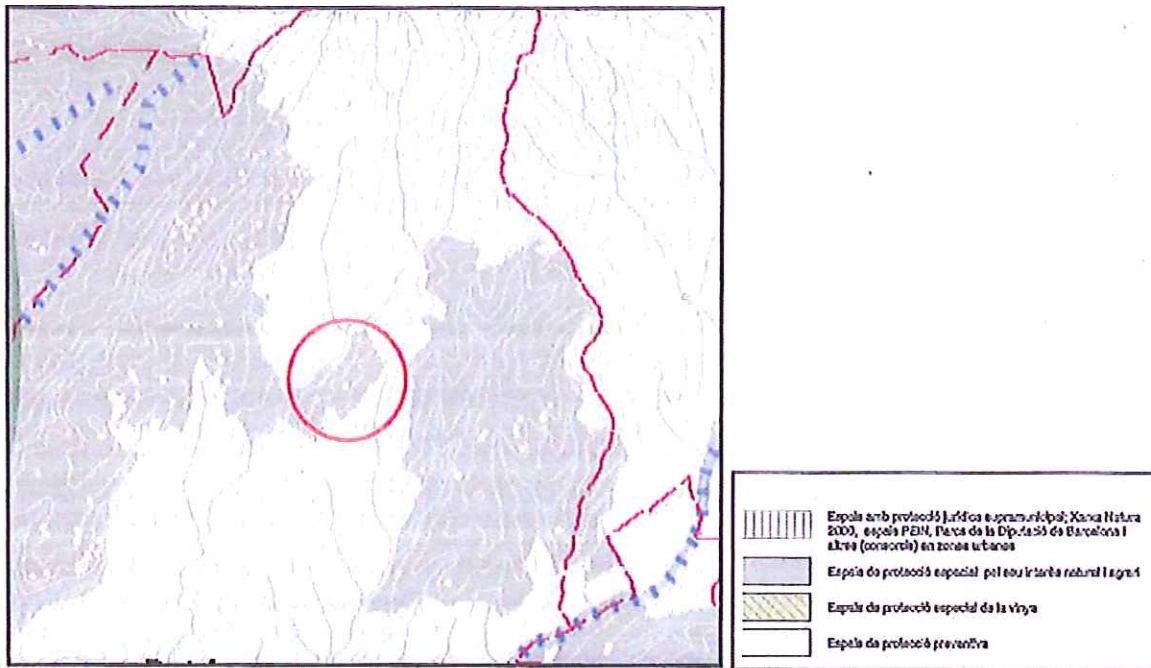 Espais amb protecció jurídica supramunicipal; Xarxa Natura
2000, espais PEIN, Parcs de la Diputació de Barcelona i
altres (consorcis) en zones urbanes
Espais de protecció especial pel seu interès natural i agrari
Espais de protecció especial de la vinya
Espais de protecció preventiva